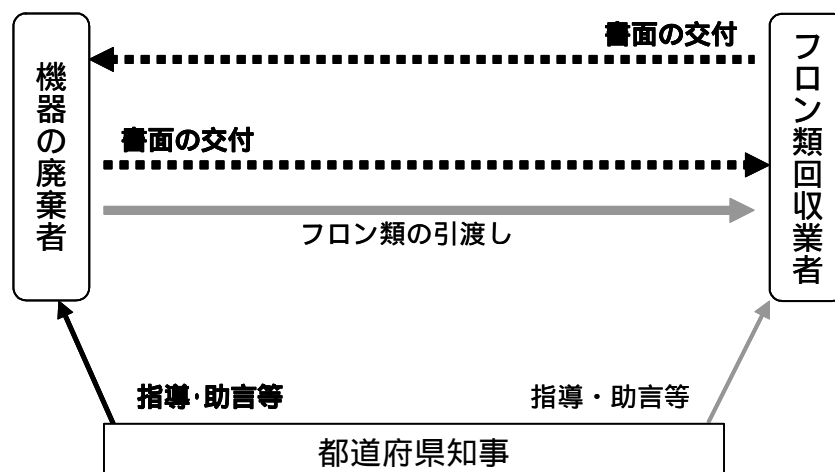 書面の交付
機器の廃棄者
フロン類回収業者
書面の交付
フロン類の引渡し
指導・助言等
指導・助言等
都道府県知事